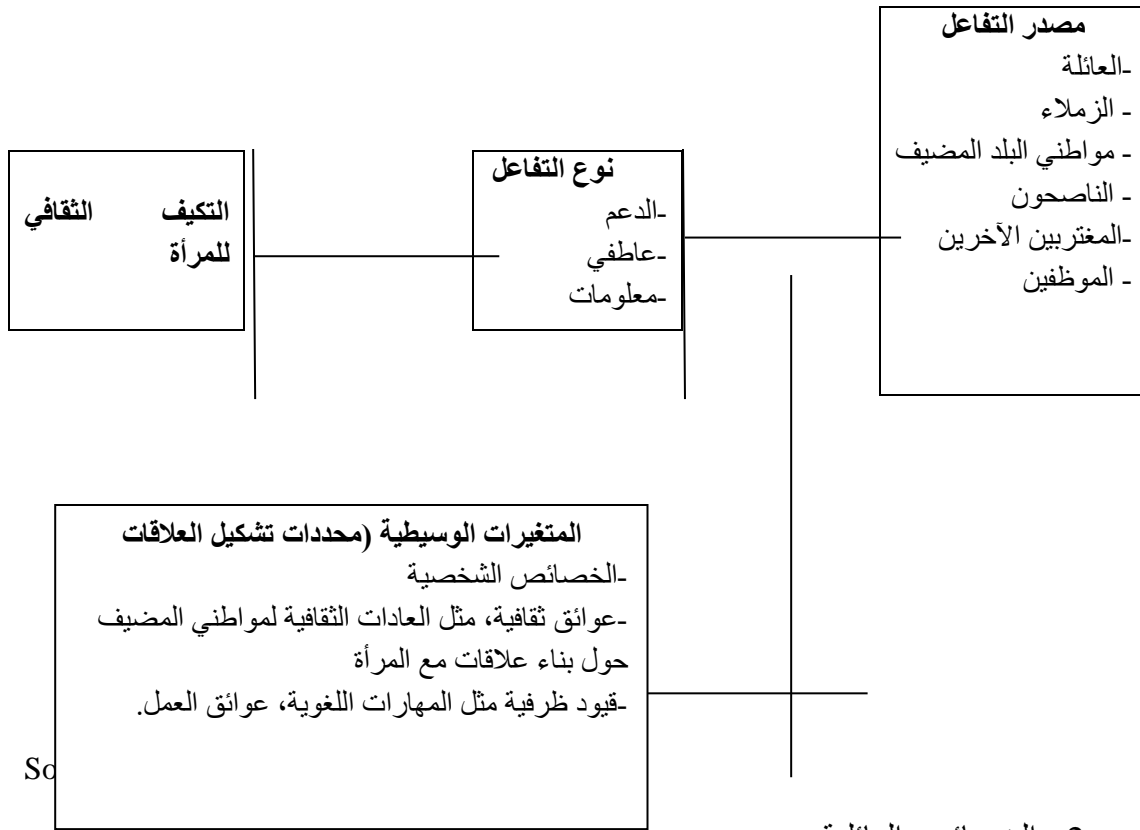 مصدر التفاعل
-العائلة
- الزملاء
- مواطني البلد المضيف
- الناصحون
-المغتربين الآخرين
- الموظفين
نوع التفاعل
-الدعم
-عاطفي
-معلومات
التكيف الثقافي
للمرأة
المتغيرات الوسيطية (محددات تشكيل العلاقات
-الخصائص الشخصية
-عوائق ثقافية، مثل العادات الثقافية لمواطني المضيف
حول بناء علاقات مع المرأة
-قيود ظرفية مثل المهارات اللغوية، عوائق العمل.
So